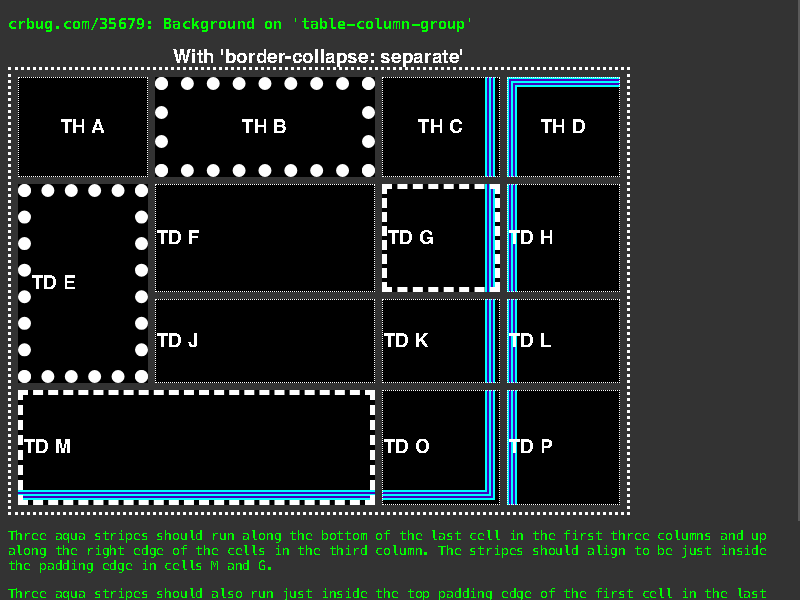 crbug.com/35679: Background on 'table-column-group'
With 'border-collapse: separate'
TH A TH B TH C TH D
TD E TD F TD G TD H
TD J TD K TD L
TD M TD O TD P
Three aqua stripes should run along the bottom of the last cell in the first three columns and up
along the right edge of the cells in the third column. The stripes should align to be just inside
the padding edge in cells M and G.
Three aqua stripes should also run just inside the top padding edge of the first cell in the last